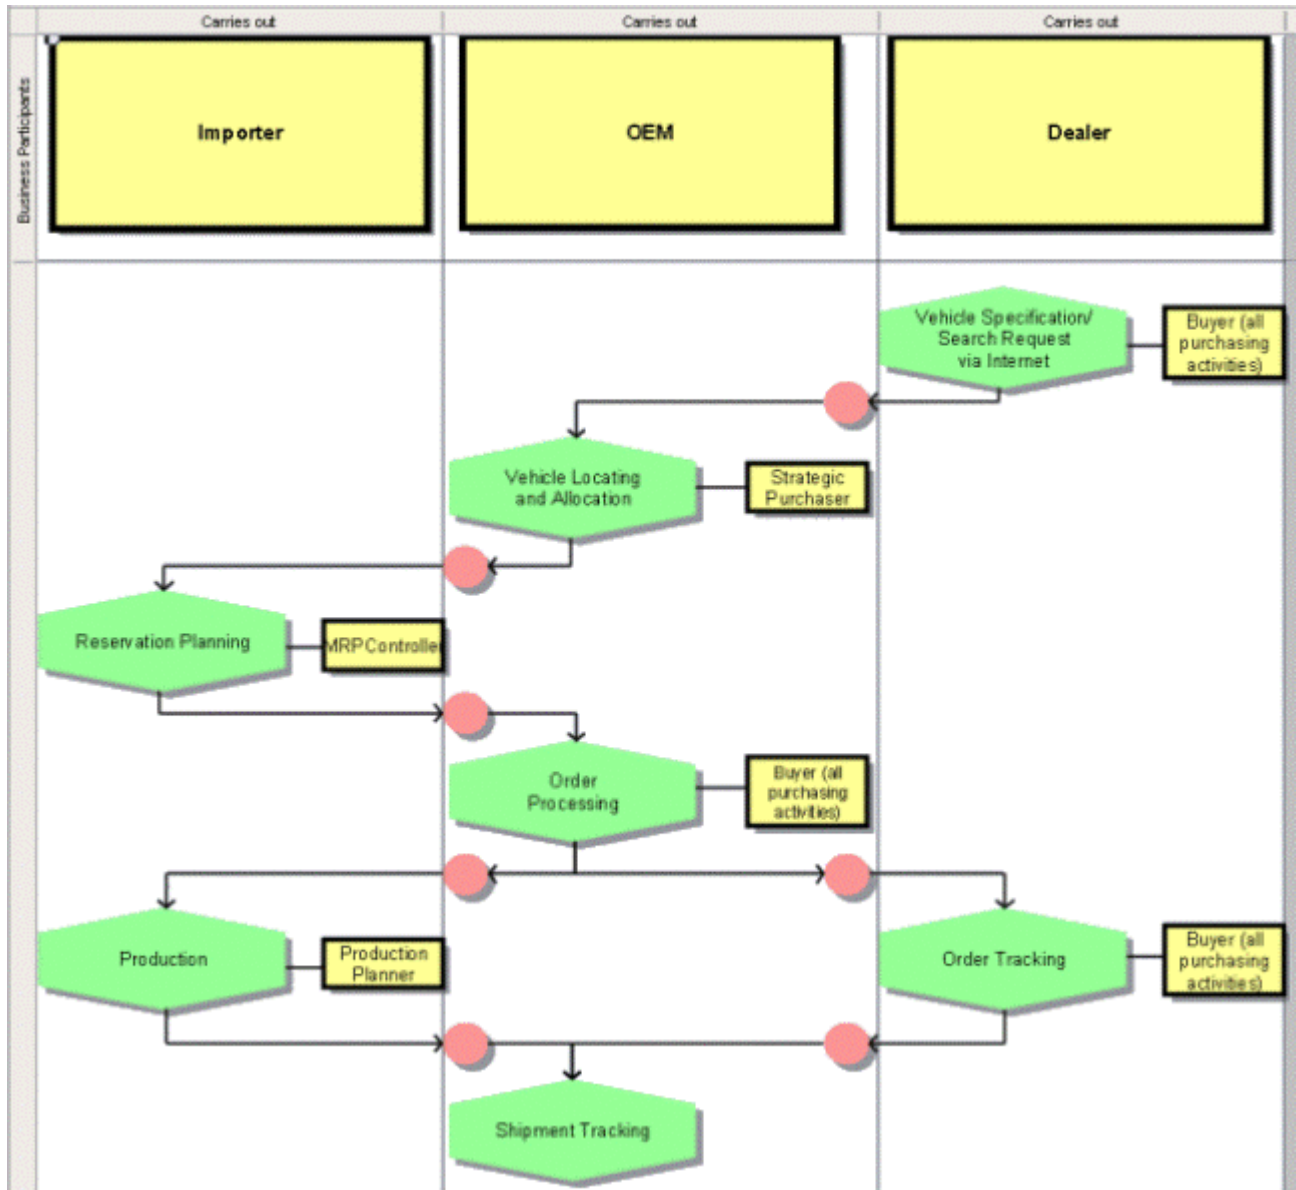 Carries out
Carries out
Carries out
Business Participants
Importer
OEM
Dealer
Vehicle Specification/
Search Request
via Internet
Buyer (all
purchasing
activities)
Vehicle Locating
and Allocation
Strategic
Purchaser
Reservation Planning
MRPController
Order
Processing
Buyer (all
purchasing
activities)
Production
Production
Planner
Order Tracking
Buyer (all
purchasing
activities)
Shipment Tracking